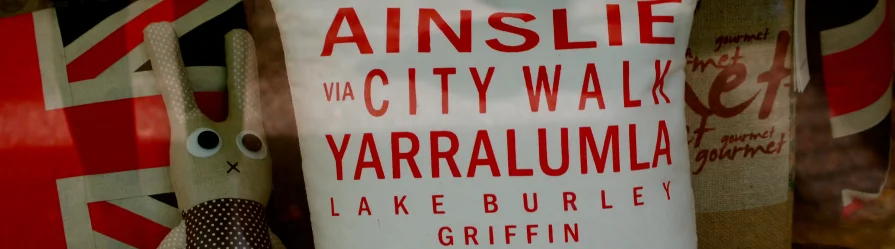 AINSLIE
VIA CITY WALK
YARRALUMLA
LAKE BURLEY
GRIFFIN
gourmet
gourmet
gourmet